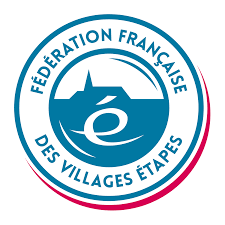 FÉDÉRATION FRANÇAISE
é
DES VILLAGES ÉTAPES